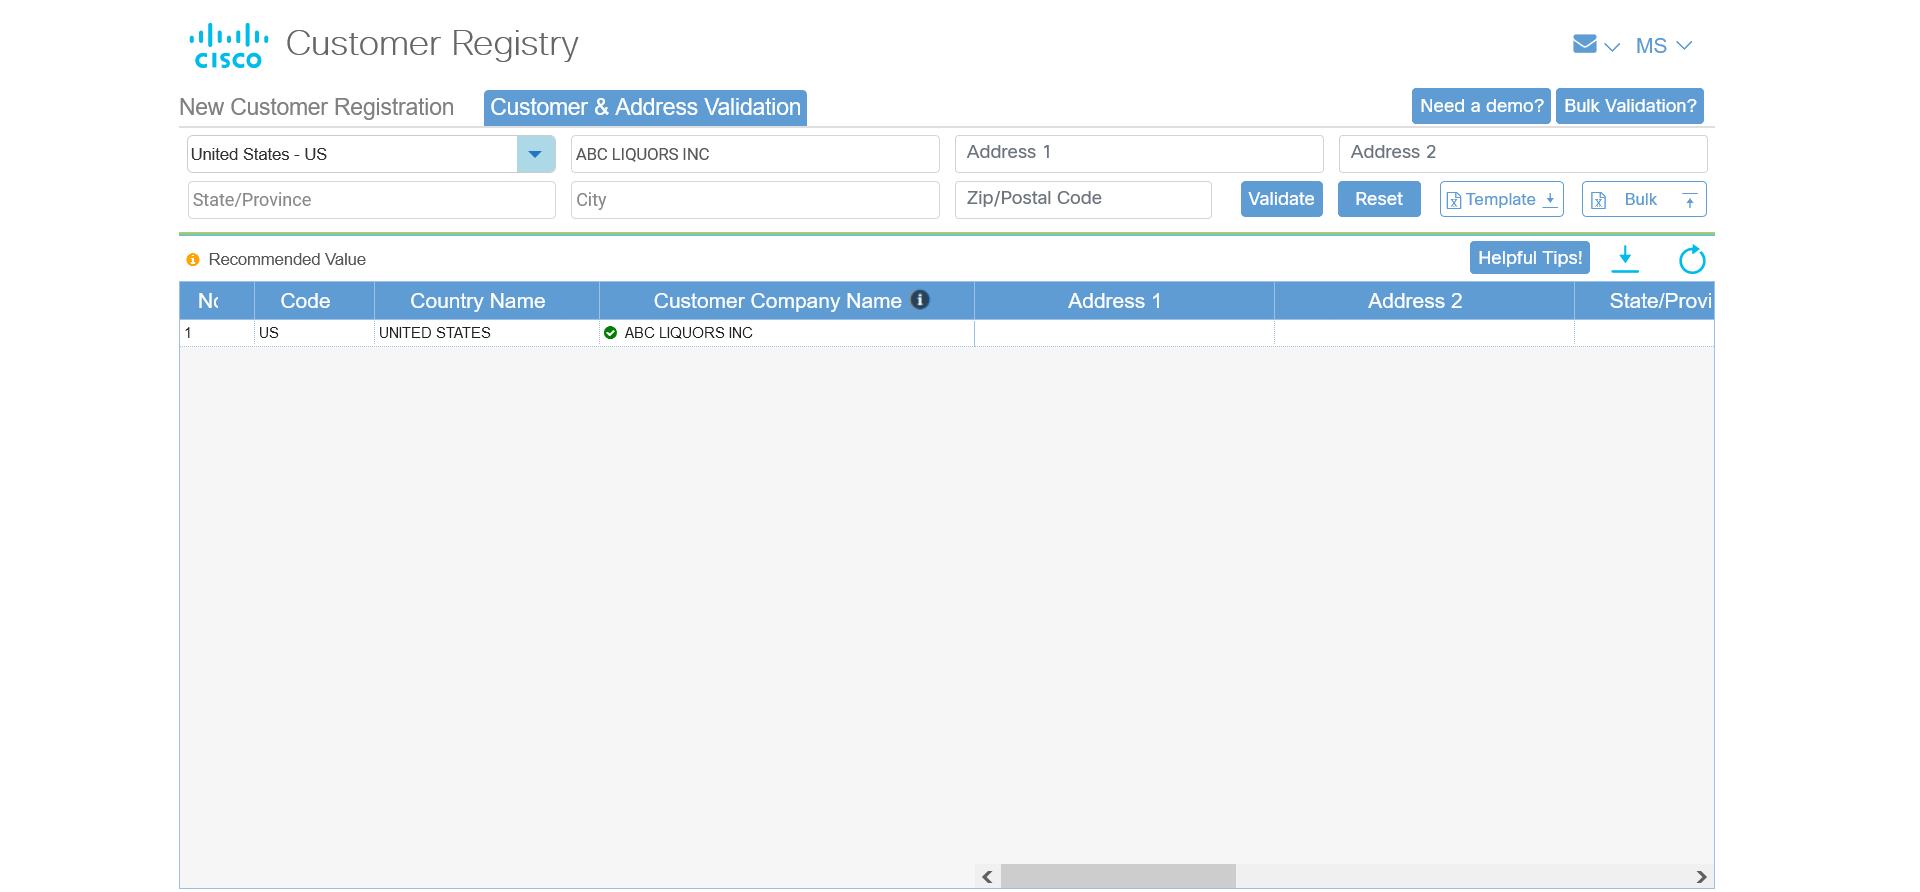 CISCO Customer Registry
MS
New Customer Registration Customer & Address Validation Need a demo? Bulk Validation?
United States - US ABC LIQUORS INC Address 1 Address 2
State/Province City Zip/Postal Code Validate Reset Template Bulk
Recommended Value Helpful Tips!
Code Country Name Customer Company Name Address 1 Address 2 State/Provi
1 US UNITED STATES ABC LIQUORS INC